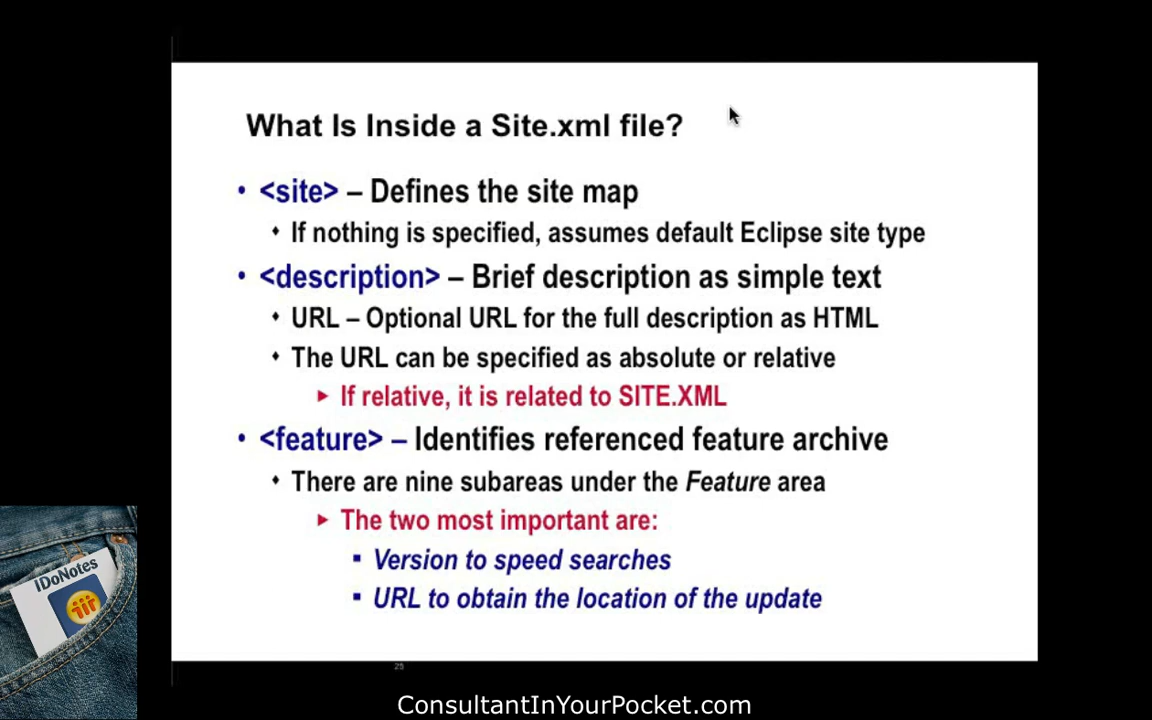 What Is Inside a Site.xml file?
• <site> – Defines the site map
♦ If nothing is specified, assumes default Eclipse site type
• <description> – Brief description as simple text
♦ URL – Optional URL for the full description as HTML
♦ The URL can be specified as absolute or relative
► If relative, it is related to SITE.XML
• <feature> – Identifies referenced feature archive
♦ There are nine subareas under the Feature area
► The two most important are:
▪ Version to speed searches
▪ URL to obtain the location of the update
IDoNotes
25
ConsultantInYourPocket.com